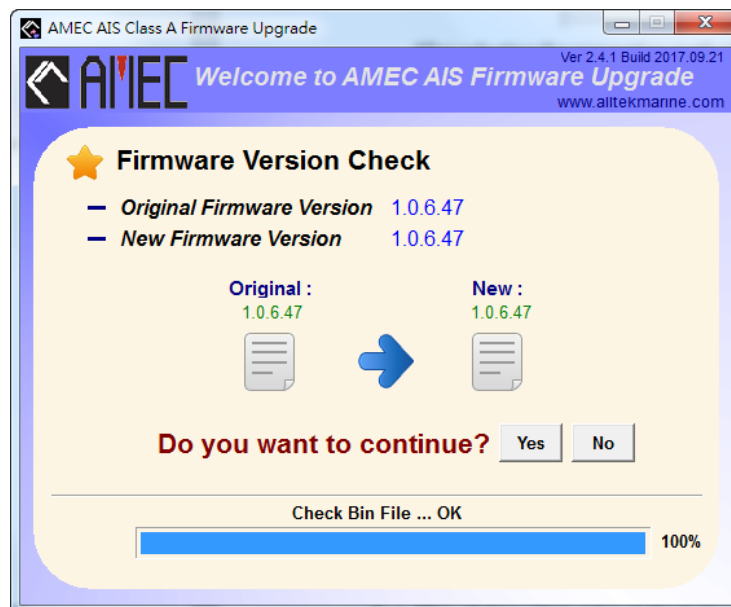 AMEC AIS Class A Firmware Upgrade
Ver 2.4.1 Build 2017.09.21
AMEC Welcome to AMEC AIS Firmware Upgrade
www.alltekmarine.com
Firmware Version Check
Original Firmware Version 1.0.6.47
New Firmware Version 1.0.6.47
Original : New :
1.0.6.47 1.0.6.47
Do you want to continue? Yes No
Check Bin File ... OK
100%